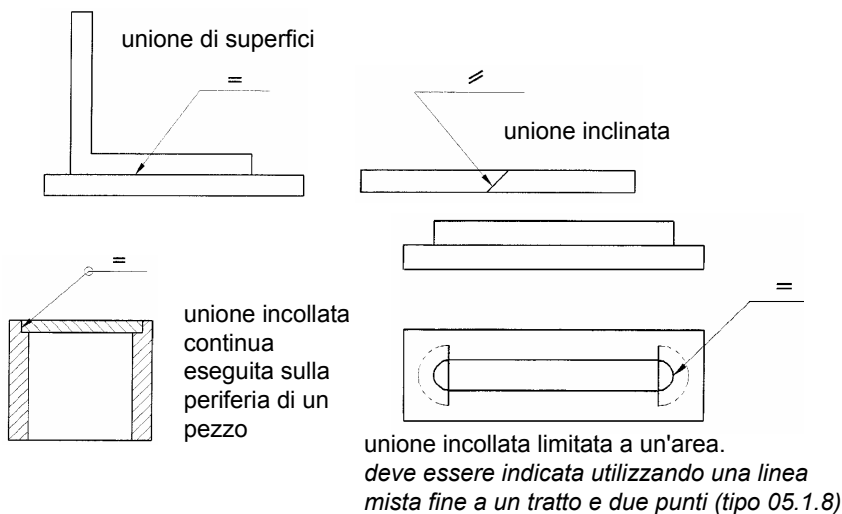 unione di superfici
unione inclinata
unione incollata
continua
eseguita sulla
periferia di un
pezzo
unione incollata limitata a un'area.
deve essere indicata utilizzando una linea
mista fine a un tratto e due punti (tipo 05.1.8)